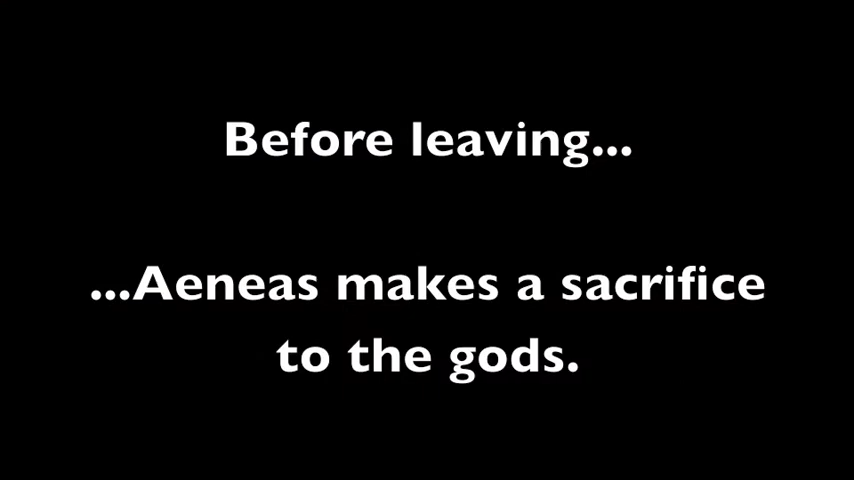 Before leaving...
...Aeneas makes a sacrifice
to the gods.